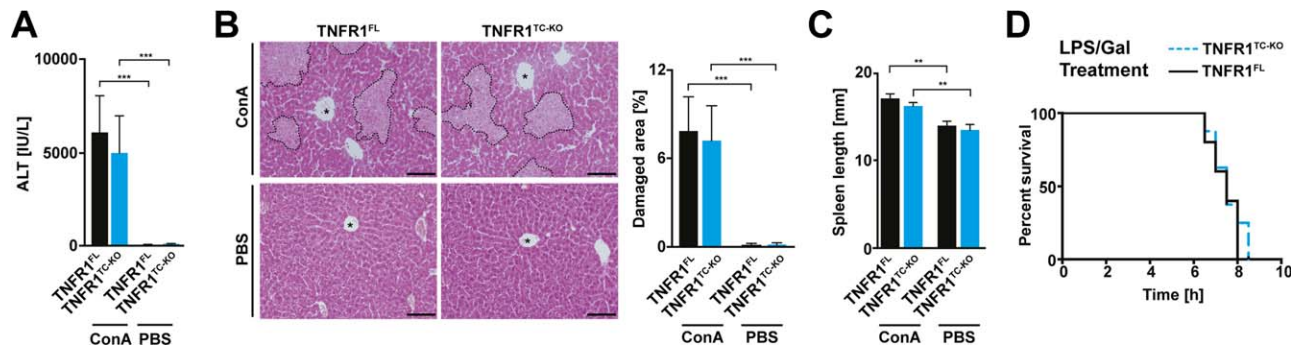 A
ALT [IU/L]
10000
5000
0
***
***
TNFR1FL
TNFR1TC-KO
TNFR1FL
TNFR1TC-KO
ConA
PBS
B
TNFR1FL
TNFR1TC-KO
ConA
PBS
*
*
*
*
Damaged area [%]
12
8
4
0
***
***
TNFR1FL
TNFR1TC-KO
TNFR1FL
TNFR1TC-KO
ConA
PBS
C
Spleen length [mm]
20
10
0
**
**
TNFR1FL
TNFR1TC-KO
TNFR1FL
TNFR1TC-KO
ConA
PBS
D
LPS/Gal
Treatment
TNFR1TC-KO
TNFR1FL
Percent survival
100
50
0
0
2
4
6
8
10
Time [h]